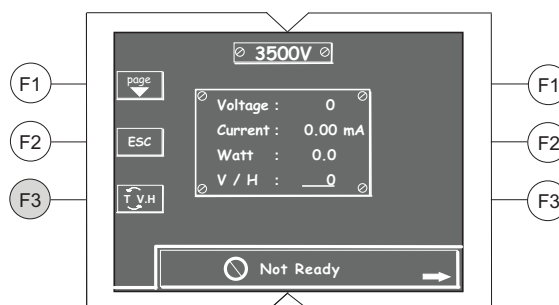 3500V
F1
page
F1
Voltage : 0
Current : 0.00 mA
F2
ESC
F2
Watt : 0.0
V / H : 0
F3
T V.H
F3
Not Ready